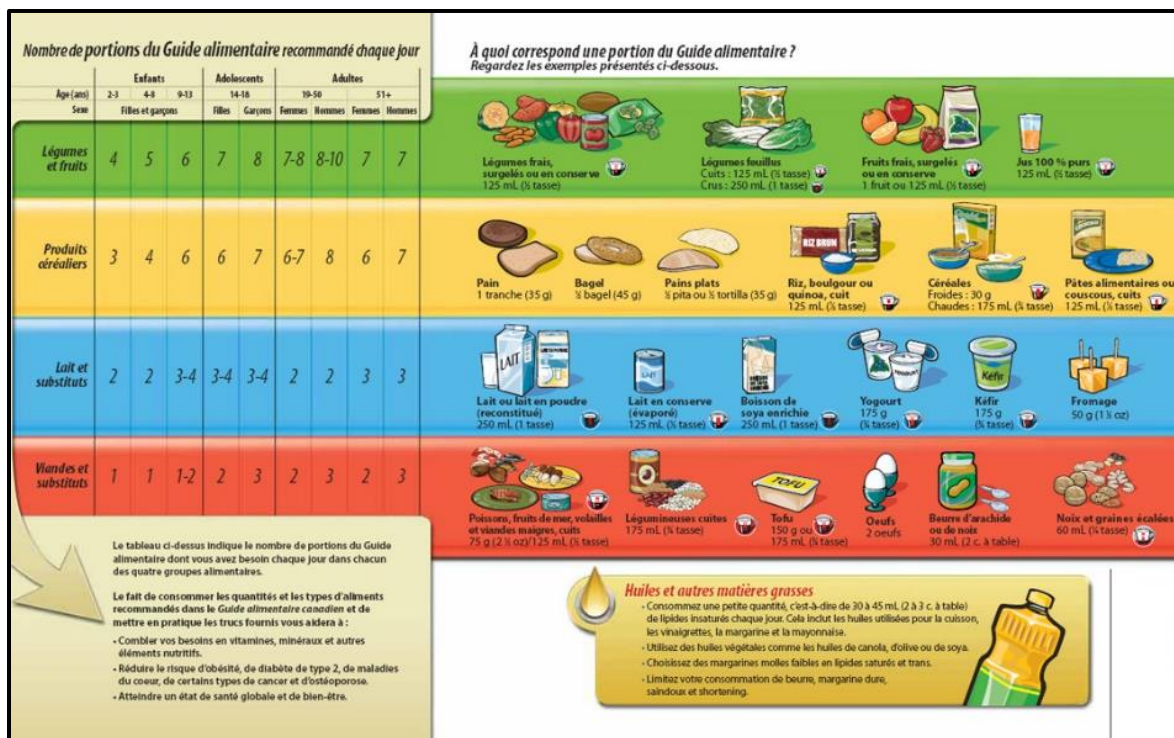 Nombre de portions du Guide alimentaire recommandé chaque jour
Enfants Adolescents Adultes
Âge (ans) 2-3 4-8 9-13 14-18 19-50 51+
Sexe Filles et garçons Filles Garçons Femmes Hommes Femmes Hommes
Légumes
et fruits
4 5 6 7 8 7-8 8-10 7 7
Produits
céréaliers
3 4 6 6 7 6-7 8 6 7
Lait et
substituts
2 2 3-4 3-4 3-4 2 2 3 3
Viandes et
substituts
1 1 1-2 2 3 2 3 2 3
Le tableau ci-dessus indique le nombre de portions du Guide
alimentaire dont vous avez besoin chaque jour dans chacun
des quatre groupes alimentaires.
Le fait de consommer les quantités et les types d'aliments
recommandés dans le Guide alimentaire canadien et de
mettre en pratique les trucs fournis vous aidera à :
• Combler vos besoins en vitamines, minéraux et autres
éléments nutritifs.
• Réduire le risque d'obésité, de diabète de type 2, de maladies
du coeur, de certains types de cancer et d'ostéoporose.
• Atteindre un état de santé globale et de bien-être.
À quoi correspond une portion du Guide alimentaire ?
Regardez les exemples présentés ci-dessous.
Légumes frais,
surgelés ou en conserve
125 mL (½ tasse)
Légumes feuillus
Cuits : 125 mL (½ tasse)
Crus : 250 mL (1 tasse)
Fruits frais, surgelés
ou en conserve
1 fruit ou 125 mL (½ tasse)
Jus 100 % purs
125 mL (½ tasse)
Pain
1 tranche (35 g)
Bagel
½ bagel (45 g)
Pains plats
½ pita ou ½ tortilla (35 g)
RIZ BRUN
Riz, boulgour ou
quinoa, cuit
125 mL (½ tasse)
Céréales
Froides : 30 g
Chaudes : 175 mL (¾ tasse)
Pâtes alimentaires ou
couscous, cuits
125 mL (½ tasse)
LAIT
Lait ou lait en poudre
(reconstitué)
250 mL (1 tasse)
LAIT
Lait en conserve
(évaporé)
125 mL (½ tasse)
Boisson de
soya enrichie
250 mL (1 tasse)
YOGOURT
Yogourt
175 g
(¾ tasse)
Kéfir
Kéfir
175 g
(¾ tasse)
Fromage
50 g (1 ½ oz)
Poissons, fruits de mer, volailles
et viandes maigres, cuits
75 g (2 ½ oz)/125 mL (½ tasse)
Légumineuses cuites
175 mL (¾ tasse)
TOFU
Tofu
150 g ou
175 mL (¾ tasse)
Oeufs
2 oeufs
Beurre d'arachide
ou de noix
30 mL (2 c. à table)
Noix et graines écalées
60 mL (¼ tasse)
Huiles et autres matières grasses
• Consommez une petite quantité, c'est-à-dire de 30 à 45 mL (2 à 3 c. à table)
de lipides insaturés chaque jour. Cela inclut les huiles utilisées pour la cuisson,
les vinaigrettes, la margarine et la mayonnaise.
• Utilisez des huiles végétales comme les huiles de canola, d'olive ou de soya.
• Choisissez des margarines molles faibles en lipides saturés et trans.
• Limitez votre consommation de beurre, margarine dure,
saindoux et shortening.